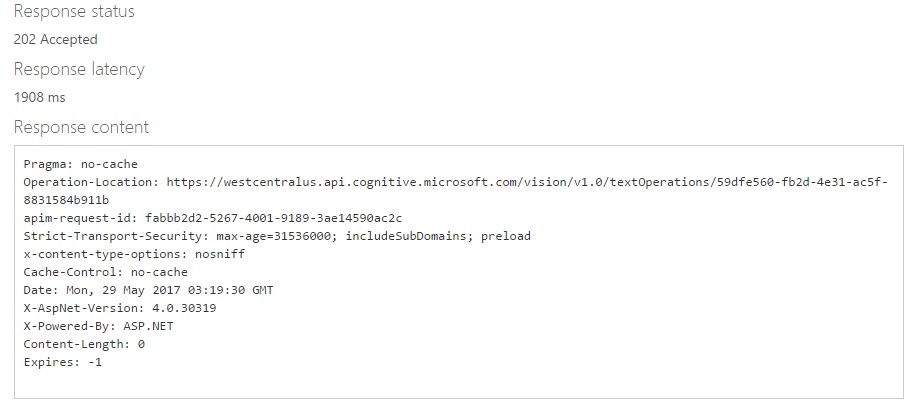 Response status
202 Accepted
Response latency
1908 ms
Response content
Pragma: no-cache
Operation-Location: https://westcentralus.api.cognitive.microsoft.com/vision/v1.0/textOperations/59dfe560-fb2d-4e31-ac5f-
8831584b911b
apim-request-id: fabbb2d2-5267-4001-9189-3ae14590ac2c
Strict-Transport-Security: max-age=31536000; includeSubDomains; preload
x-content-type-options: nosniff
Cache-Control: no-cache
Date: Mon, 29 May 2017 03:19:30 GMT
X-AspNet-Version: 4.0.30319
X-Powered-By: ASP.NET
Content-Length: 0
Expires: -1